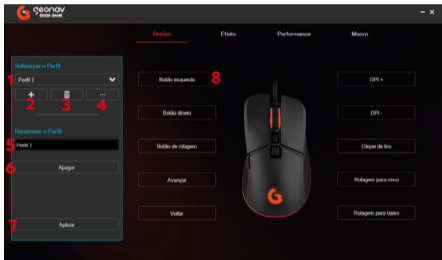 geonav
GOOD GAME
Botões Efeito Performance Macro
Selecione o Perfil
1 Perfil 1
2 3 4
Renomear o Perfil
5 Perfil 1
6 Apagar
7 Aplicar
Botão esquerdo 8
Botão direito
Botão de rolagem
Avançar
Voltar
DPI +
DPI -
Clique de tiro
Rolagem para cima
Rolagem para baixo